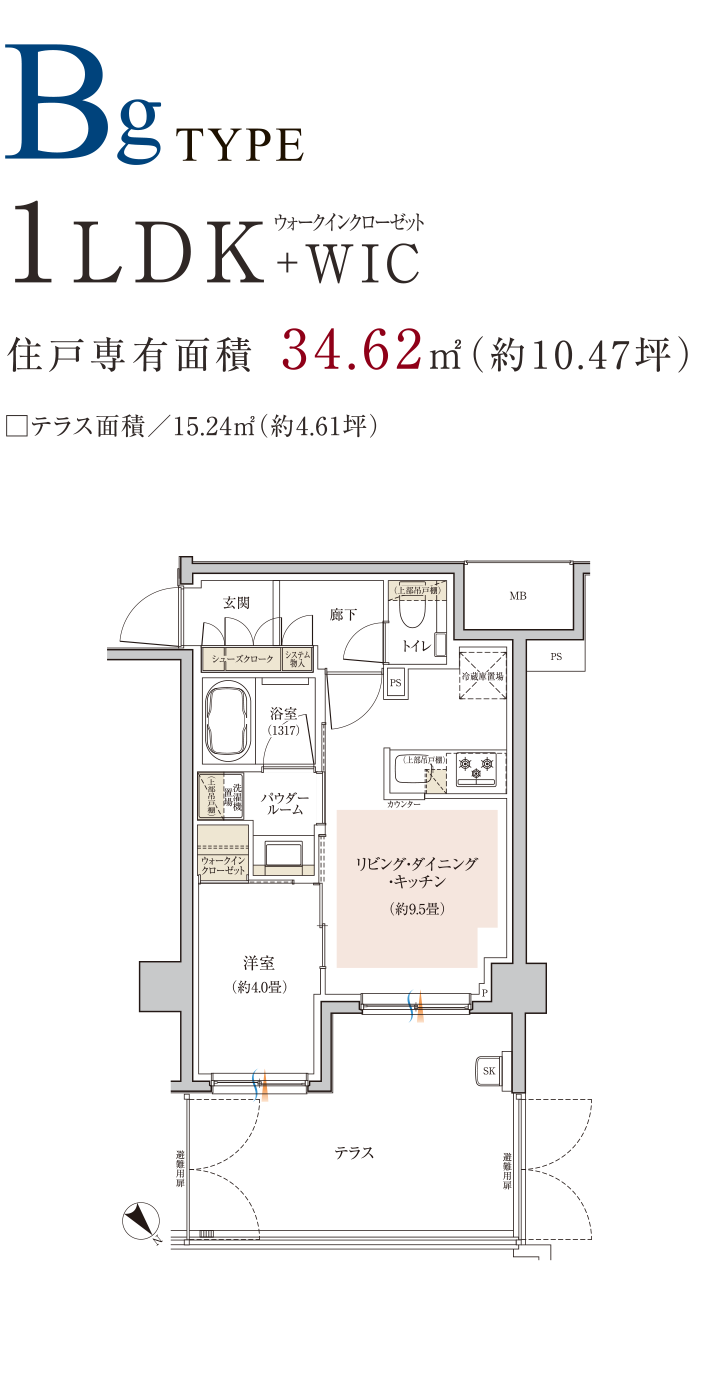 Bg TYPE
ウォークインクローゼット
1LDK+WIC
住戸専有面積 34.62㎡(約10.47坪)
□テラス面積／15.24㎡(約4.61坪)
MB
玄関
廊下
(上部吊戸棚)
トイレ
シューズクローク
システム
物入
PS
PS
冷蔵庫置場
浴室
(1317)
(上部吊戸棚)
カウンター
洗濯機
置場
(上部吊戸棚)
パウダー
ルーム
ウォークイン
クローゼット
リビング・ダイニング
・キッチン
(約9.5畳)
洋室
(約4.0畳)
P
SK
テラス
避難用扉
避難用扉
N